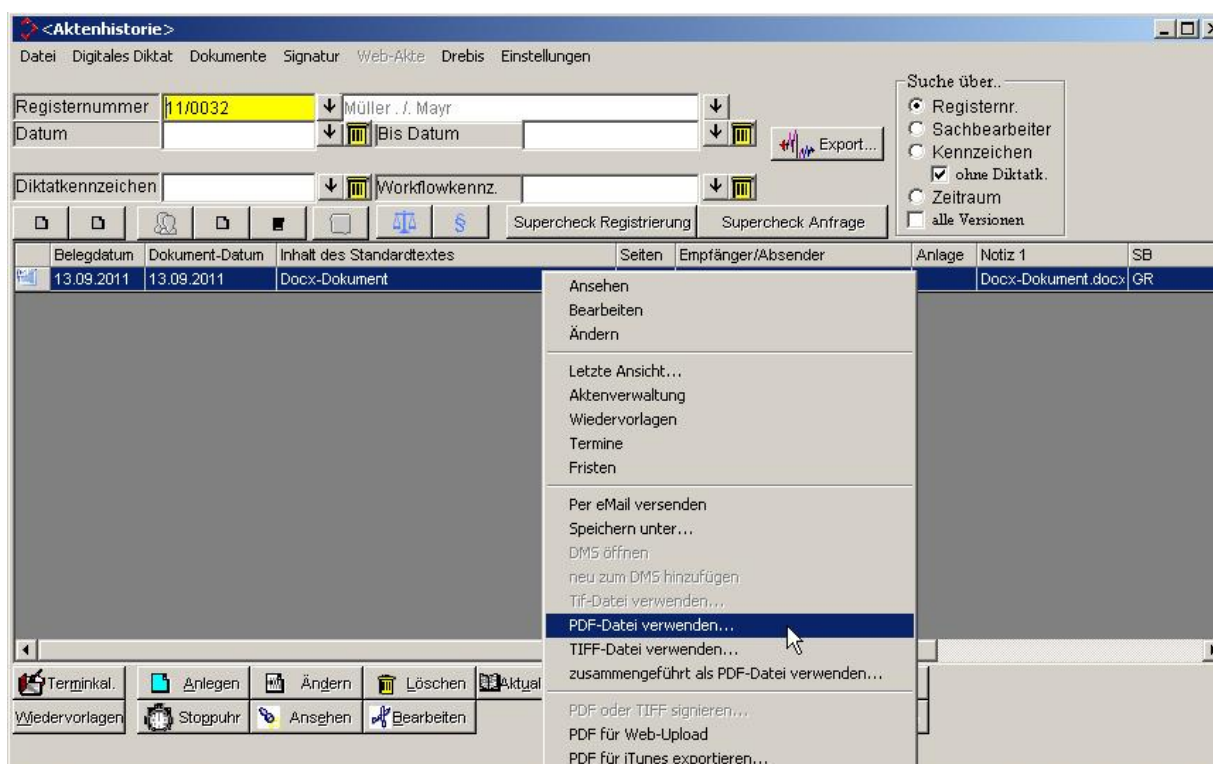 <Aktenhistorie>
Datei Digitales Diktat Dokumente Signatur Web-Akte Drebis Einstellungen
Suche über..
Registernummer 11/0032 Müller ./. Mayr
Registernr.
Datum Bis Datum
Sachbearbeiter
Export...
Kennzeichen
ohne Diktatk.
Diktatkennzeichen Workflowkennz.
Zeitraum
alle Versionen
§ Supercheck Registrierung Supercheck Anfrage
Belegdatum Dokument-Datum Inhalt des Standardtextes Seiten Empfänger/Absender Anlage Notiz 1 SB
13.09.2011 13.09.2011 Docx-Dokument Docx-Dokument.docx GR
Ansehen
Bearbeiten
Ändern
Letzte Ansicht...
Aktenverwaltung
Wiedervorlagen
Termine
Fristen
Per eMail versenden
Speichern unter...
DMS öffnen
neu zum DMS hinzufügen
Tif-Datei verwenden...
PDF-Datei verwenden...
TIFF-Datei verwenden...
zusammengeführt als PDF-Datei verwenden...
PDF oder TIFF signieren...
PDF für Web-Upload
PDF für iTunes exportieren...
Terminkal. Anlegen Ändern Löschen Aktual
Wiedervorlagen Stoppuhr Ansehen Bearbeiten